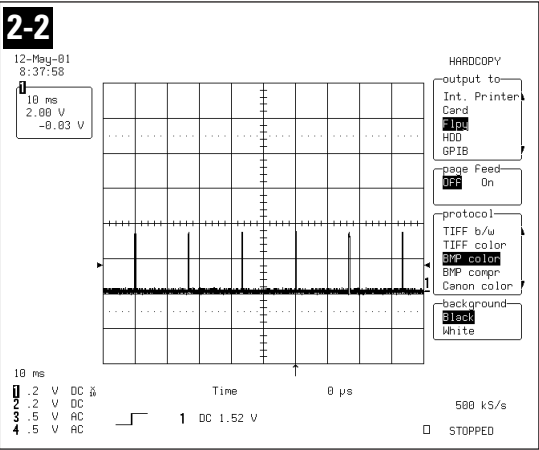 2-2
12-May-01
8:37:58
1
10 ms
2.00 V
-0.03 V
HARDCOPY
output to
Int. Printer
Card
Flpy
HDD
GPIB
page feed
Off On
protocol
TIFF b/w
TIFF color
BMP color
BMP compr
Canon color
background
Black
White
1
10 ms
1 .2 V DC X10
2 .2 V DC
3 .5 V AC
4 .5 V AC
Time 0 µs
1 DC 1.52 V
500 kS/s
STOPPED